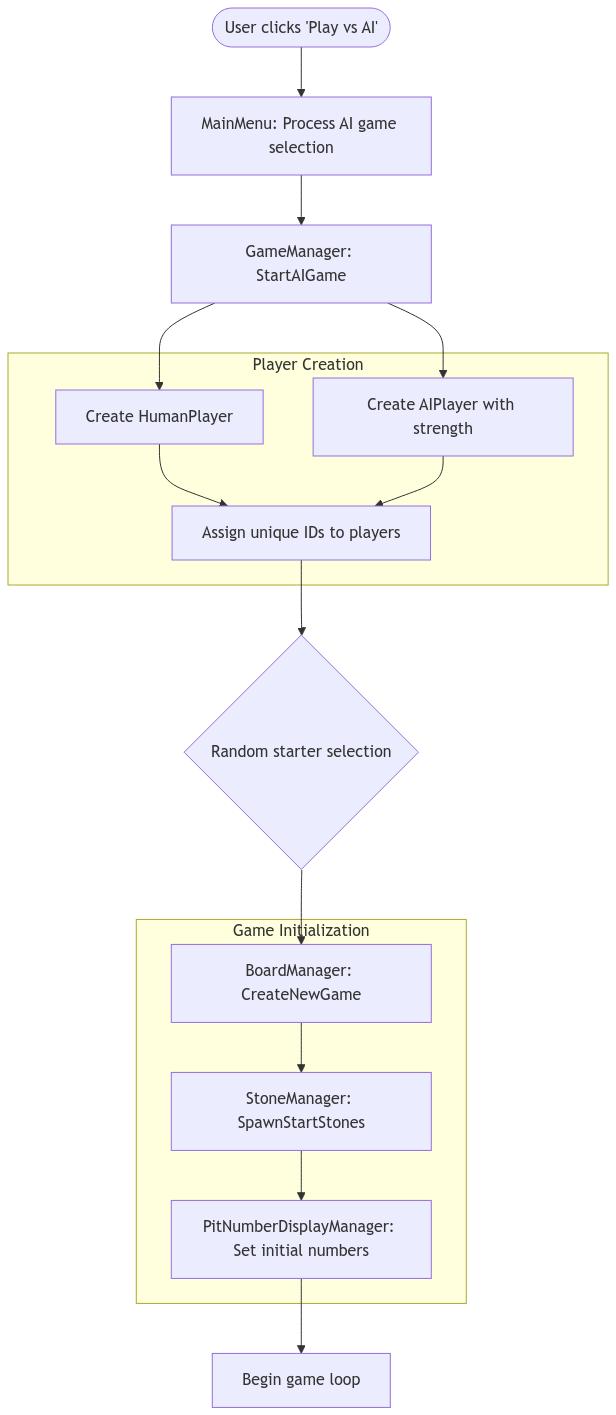 User clicks 'Play vs AI'
MainMenu: Process AI game
selection
GameManager:
StartAIGame
Player Creation
Create HumanPlayer
Create AIPlayer with
strength
Assign unique IDs to players
Random starter selection
Game Initialization
BoardManager:
CreateNewGame
StoneManager:
SpawnStartStones
PitNumberDisplayManager:
Set initial numbers
Begin game loop